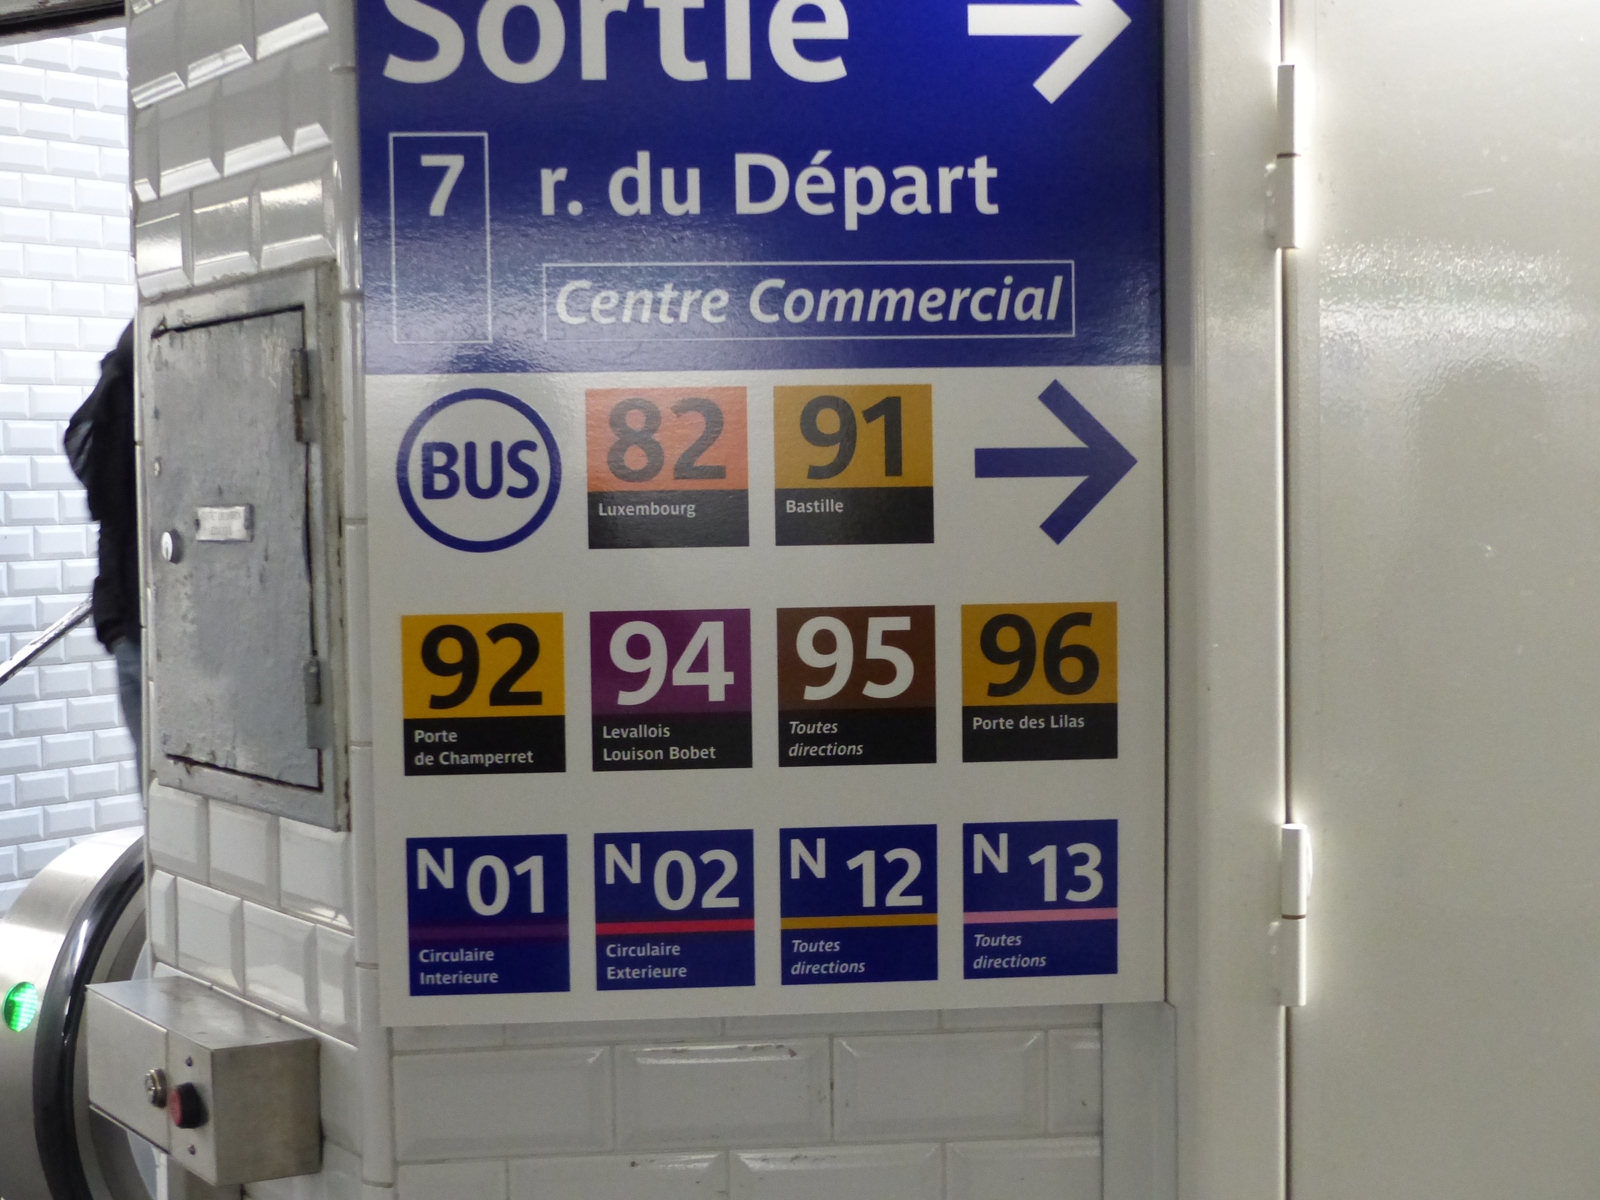 Sortie
7 r. du Départ
Centre Commercial
BUS 82 91
Luxembourg Bastille
92 94 95 96
Porte
de Champerret
Levallois
Louison Bobet
Toutes
directions
Porte des Lilas
N01 N02 N12 N13
Circulaire
Interieure
Circulaire
Exterieure
Toutes
directions
Toutes
directions